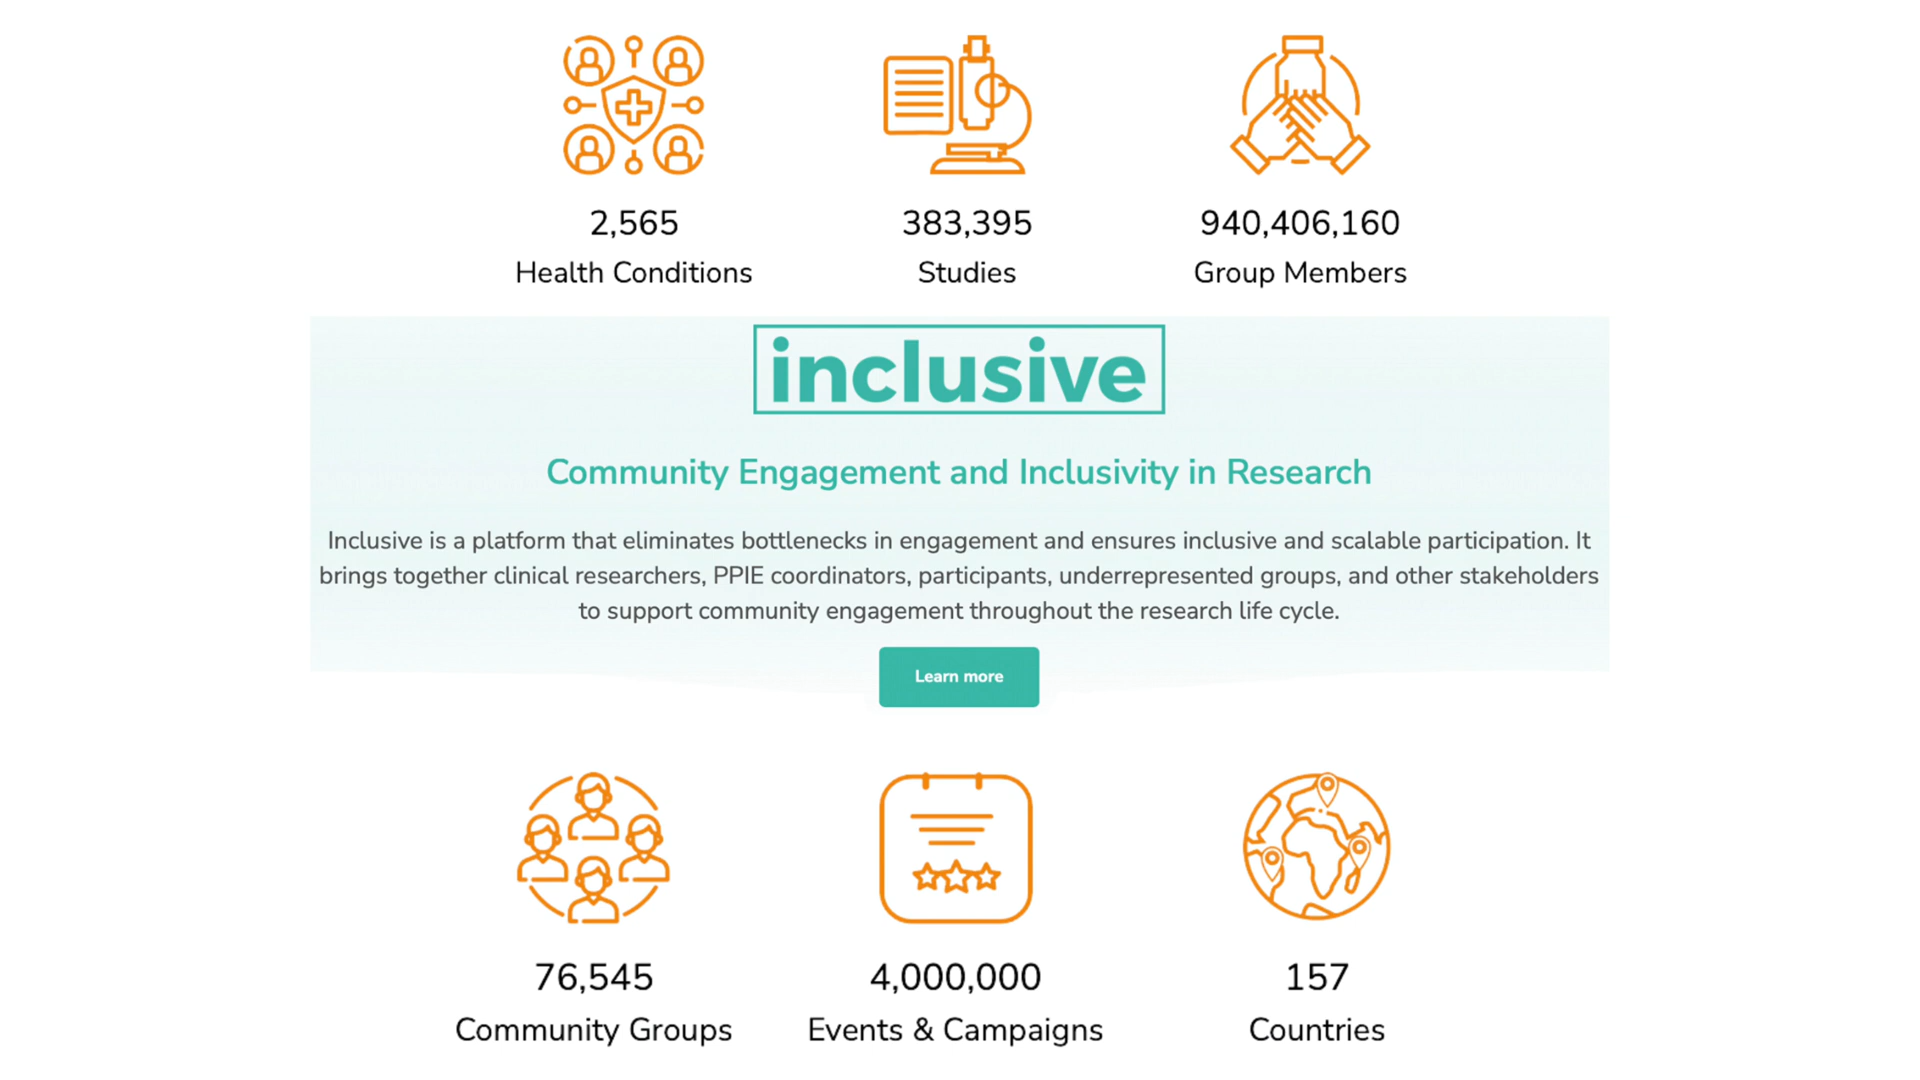 2,565
Health Conditions
383,395
Studies
940,406,160
Group Members
inclusive
Community Engagement and Inclusivity in Research
Inclusive is a platform that eliminates bottlenecks in engagement and ensures inclusive and scalable participation. It
brings together clinical researchers, PPIE coordinators, participants, underrepresented groups, and other stakeholders
to support community engagement throughout the research life cycle.
Learn more
76,545
Community Groups
4,000,000
Events & Campaigns
157
Countries